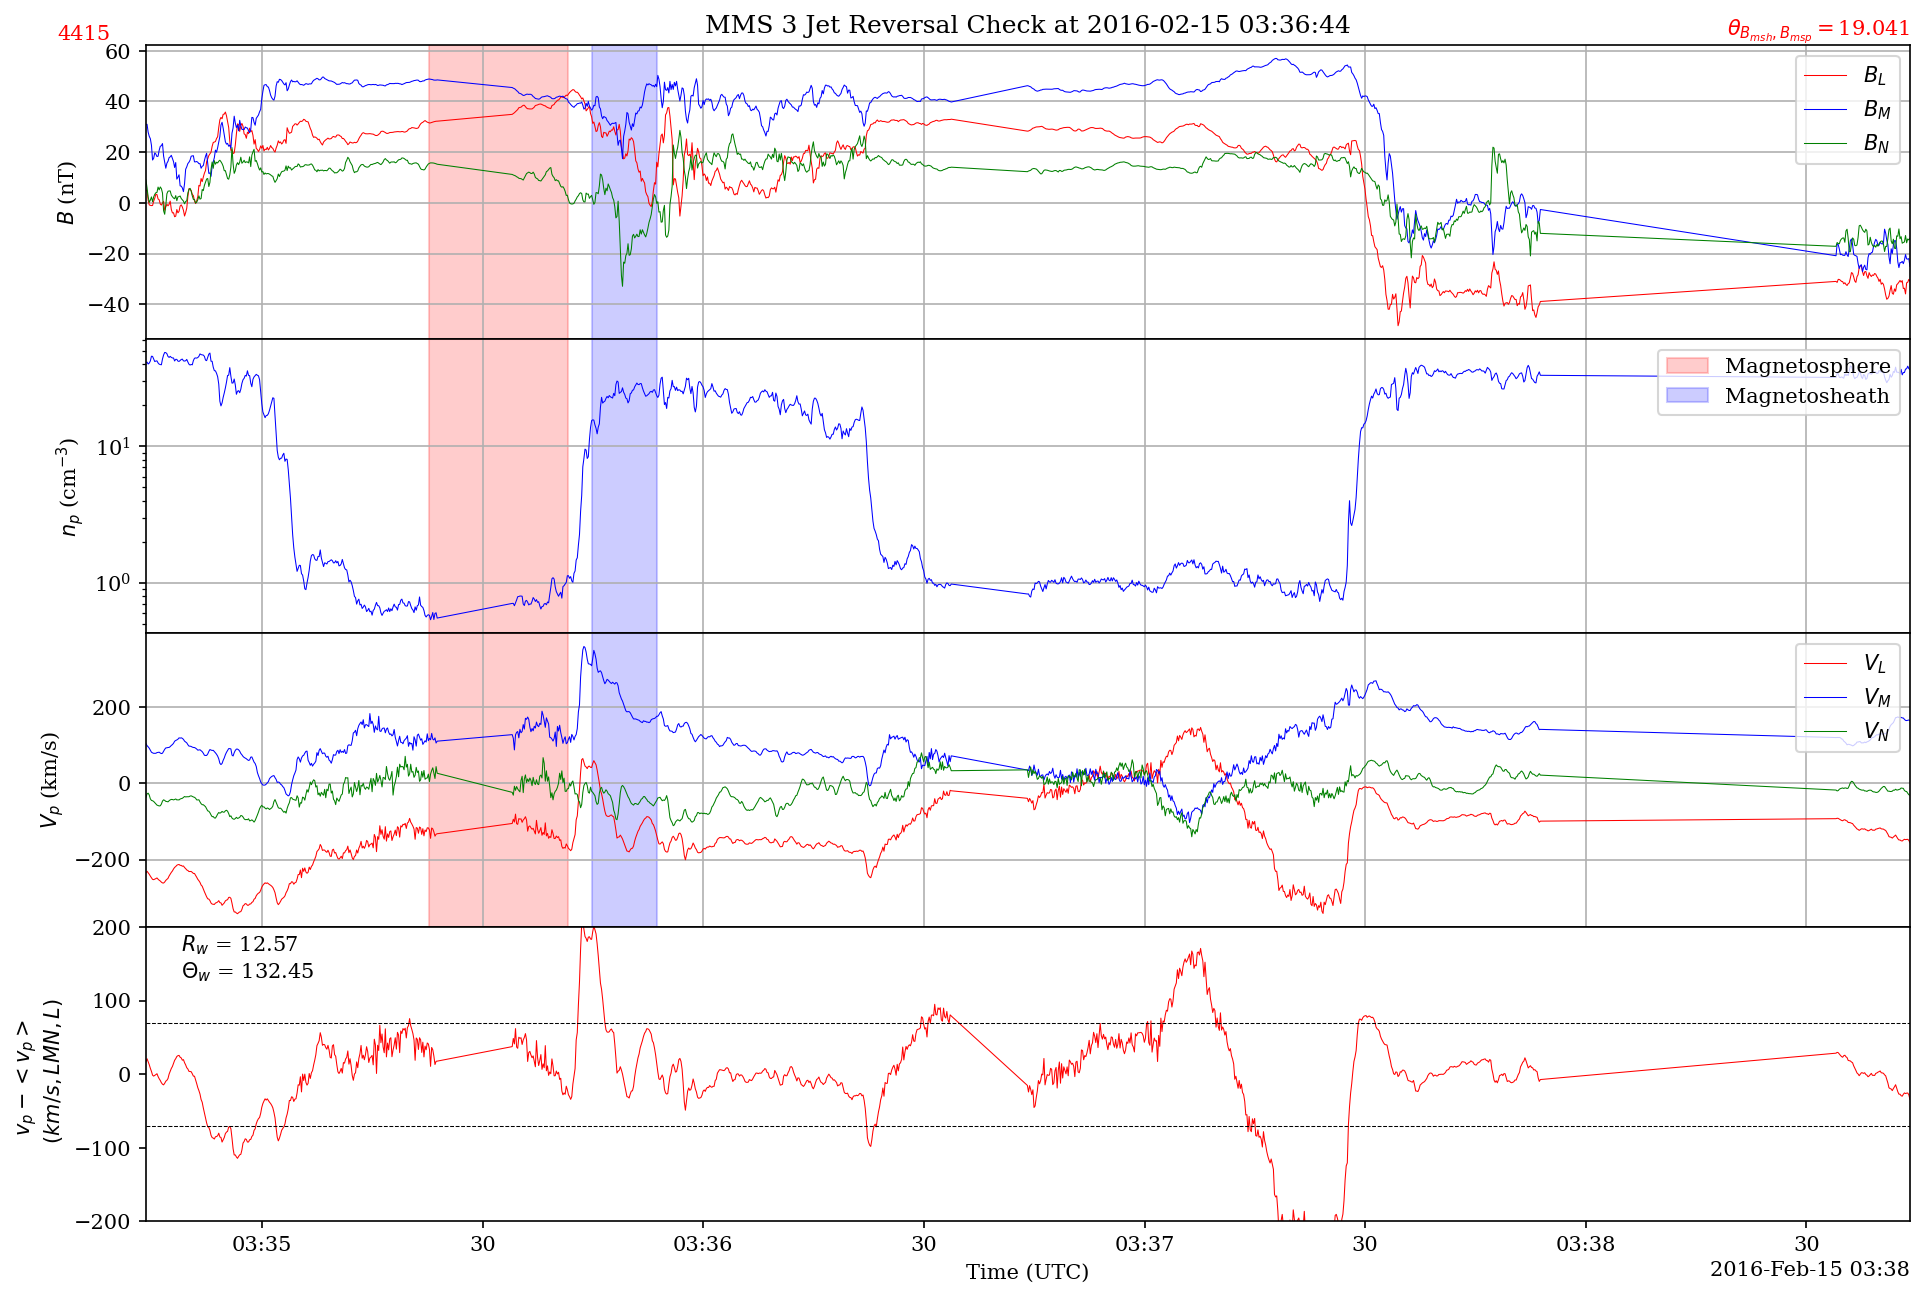 MMS 3 Jet Reversal Check at 2016-02-15 03:36:44
4415
θ_{B_{msh}, B_{msp}} = 19.041
60
40
20
0
−20
−40
B (nT)
B_L
B_M
B_N
10^1
10^0
n_p (cm^{−3})
Magnetosphere
Magnetosheath
200
0
−200
V_p (km/s)
V_L
V_M
V_N
200
100
0
−100
−200
v_p − < v_p >
(km/s, LMN, L)
R_w = 12.57
Θ_w = 132.45
03:35 30 03:36 30 03:37 30 03:38 30
Time (UTC)
2016-Feb-15 03:38